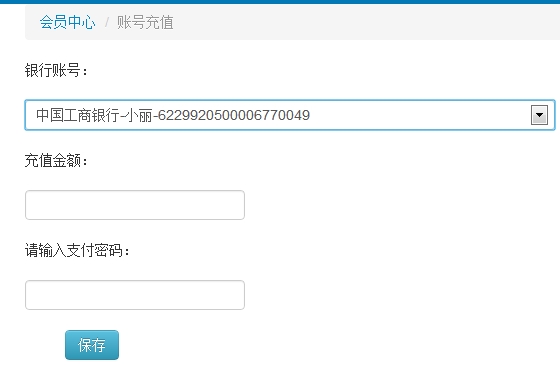 会员中心 / 账号充值
银行账号：
中国工商银行-小丽-6229920500006770049
充值金额：
请输入支付密码：
保存